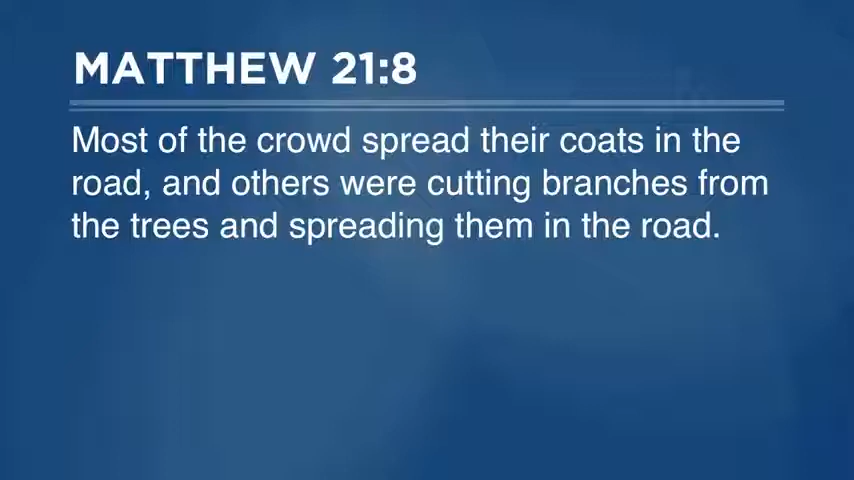 MATTHEW 21:8
Most of the crowd spread their coats in the
road, and others were cutting branches from
the trees and spreading them in the road.